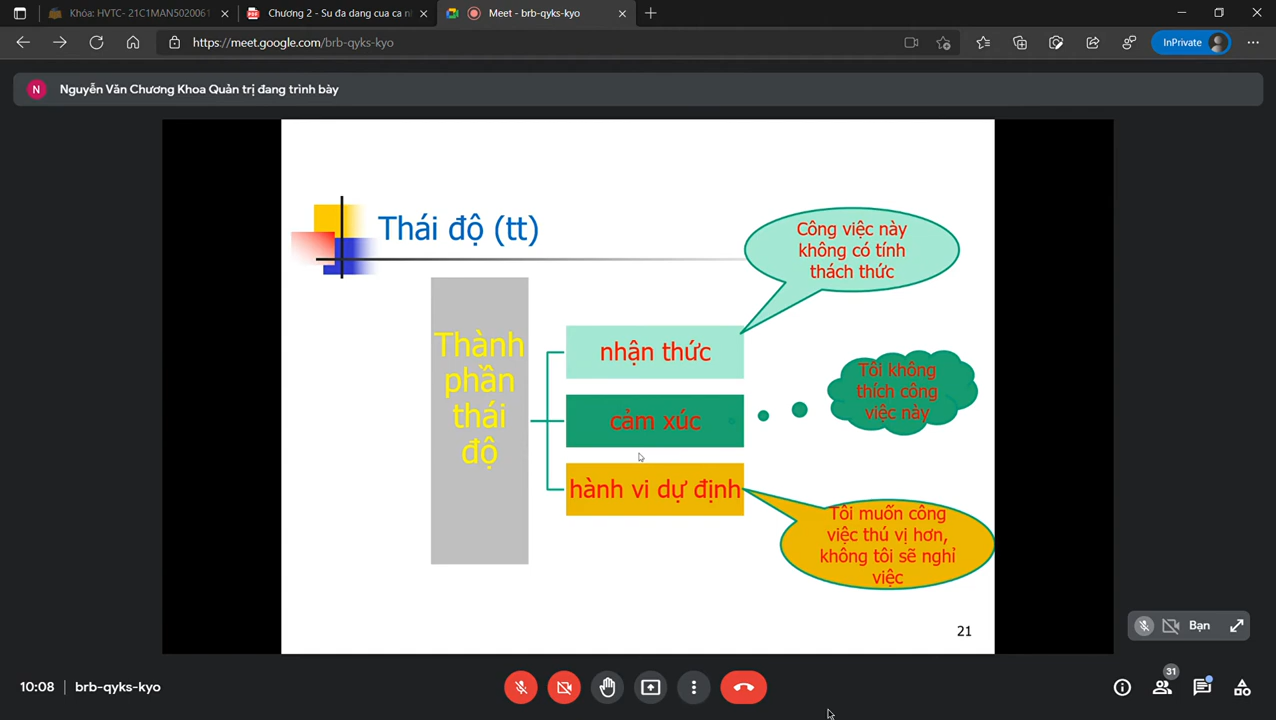 Khóa: HVTC- 21C1MAN5020061
Chương 2 - Su đa dang cua ca n
Meet - brb-qyks-kyo
https://meet.google.com/brb-qyks-kyo
InPrivate
N
Nguyễn Văn Chương Khoa Quản trị đang trình bày
Thái độ (tt)
Công việc này
không có tính
thách thức
Thành
phần
thái
độ
nhận thức
cảm xúc
hành vi dự định
Tôi không
thích công
việc này
Tôi muốn công
việc thú vị hơn,
không tôi sẽ nghỉ
việc
21
Bạn
10:08 | brb-qyks-kyo
31